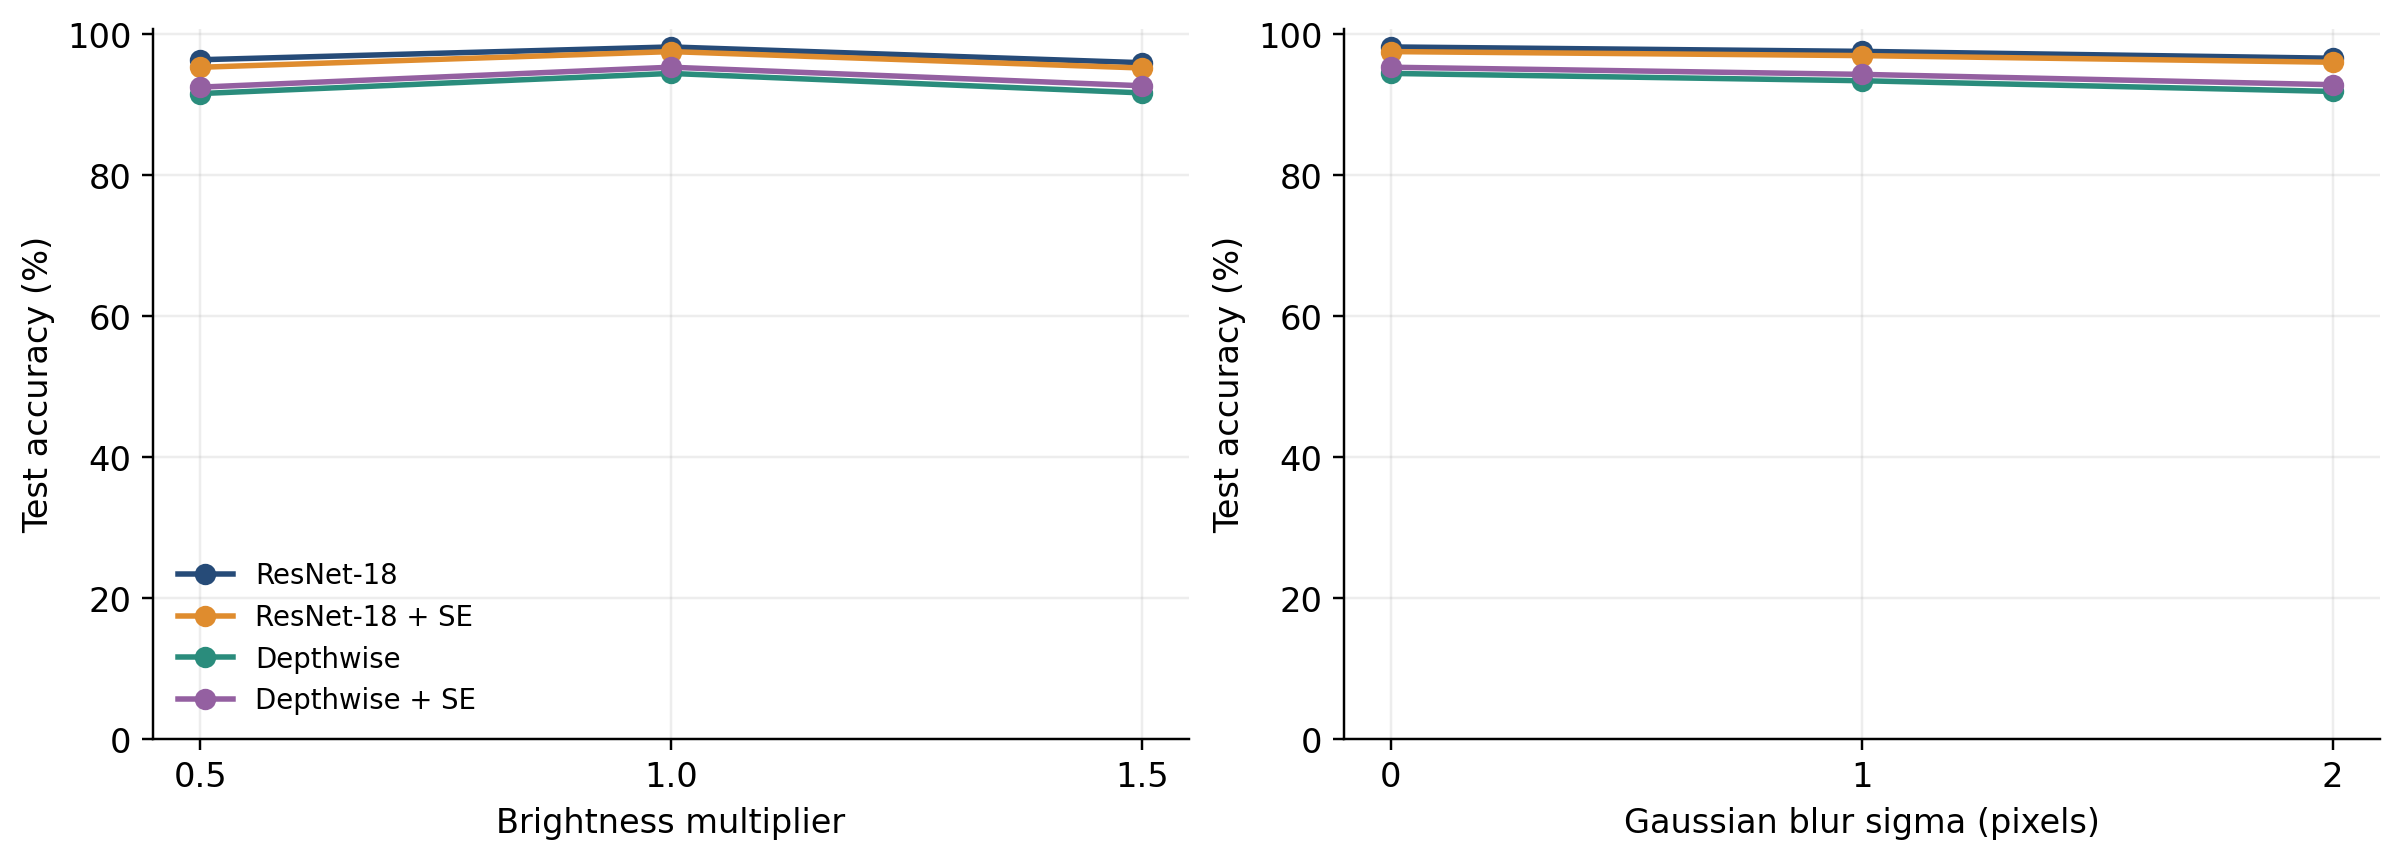 100
80
60
40
20
0
Test accuracy (%)
ResNet-18
ResNet-18 + SE
Depthwise
Depthwise + SE
0.5 1.0 1.5
Brightness multiplier
100
80
60
40
20
0
Test accuracy (%)
0 1 2
Gaussian blur sigma (pixels)